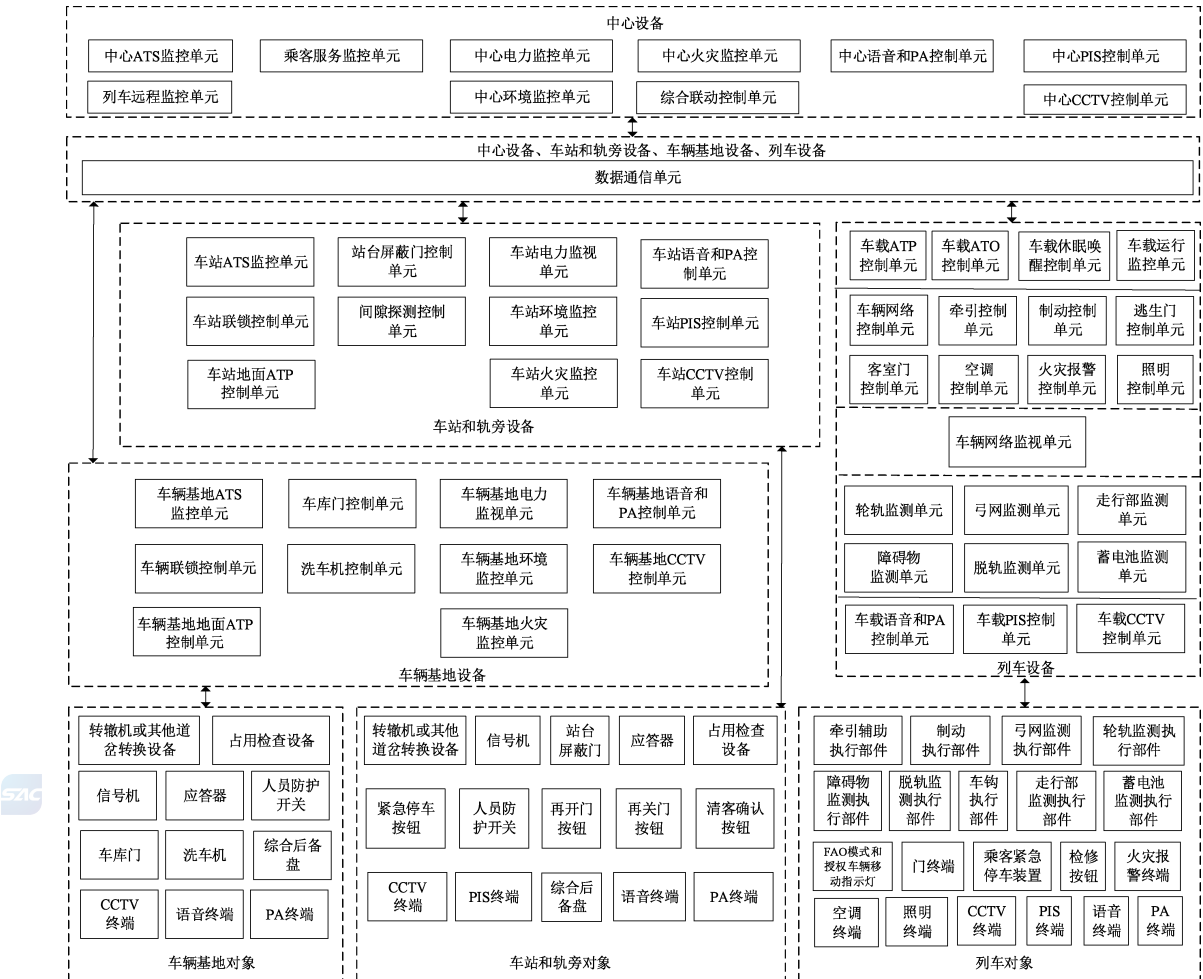 中心设备
中心ATS监控单元
乘客服务监控单元
中心电力监控单元
中心火灾监控单元
中心语音和PA控制单元
中心PIS控制单元
列车远程监控单元
中心环境监控单元
综合联动控制单元
中心CCTV控制单元
中心设备、车站和轨旁设备、车辆基地设备、列车设备
数据通信单元
车站ATS监控单元
站台屏蔽门控制
单元
车站电力监视
单元
车站语音和PA控
制单元
车站联锁控制单元
间隙探测控制
单元
车站环境监控
单元
车站PIS控制单元
车站地面ATP
控制单元
车站火灾监控
单元
车站CCTV控制
单元
车站和轨旁设备
车载ATP
控制单元
车载ATO
控制单元
车载休眠唤
醒控制单元
车载运行
监控单元
车辆网络
控制单元
牵引控制
单元
制动控制
单元
逃生门
控制单元
客室门
控制单元
空调
控制单元
火灾报警
控制单元
照明
控制单元
车辆网络监视单元
轮轨监测单元
弓网监测单元
走行部监测
单元
障碍物
监测单元
脱轨监测单元
蓄电池监测
单元
车载语音和PA
控制单元
车载PIS控制
单元
车载CCTV
控制单元
列车设备
车辆基地ATS
监控单元
车库门控制单元
车辆基地电力
监视单元
车辆基地语音和
PA控制单元
车辆联锁控制单元
洗车机控制单元
车辆基地环境
监控单元
车辆基地CCTV
控制单元
车辆基地地面ATP
控制单元
车辆基地火灾
监控单元
车辆基地设备
转辙机或其他道
岔转换设备
占用检查设备
信号机
应答器
人员防护
开关
车库门
洗车机
综合后备
盘
CCTV
终端
语音终端
PA终端
车辆基地对象
转辙机或其他
道岔转换设备
信号机
站台
屏蔽门
应答器
占用检查
设备
紧急停车
按钮
人员防
护开关
再开门
按钮
再关门
按钮
清客确认
按钮
CCTV
终端
PIS终端
综合后
备盘
语音终端
PA终端
车站和轨旁对象
牵引辅助
执行部件
制动
执行部件
弓网监测
执行部件
轮轨监测执
行部件
障碍物
监测执
行部件
脱轨监
测执行
部件
车钩
执行
部件
走行部
监测执行
部件
蓄电池
监测执行
部件
FAO模式和
授权车辆移
动指示灯
门终端
乘客紧急
停车装置
检修
按钮
火灾报
警终端
空调
终端
照明
终端
CCTV
终端
PIS
终端
语音
终端
PA
终端
列车对象
SAC